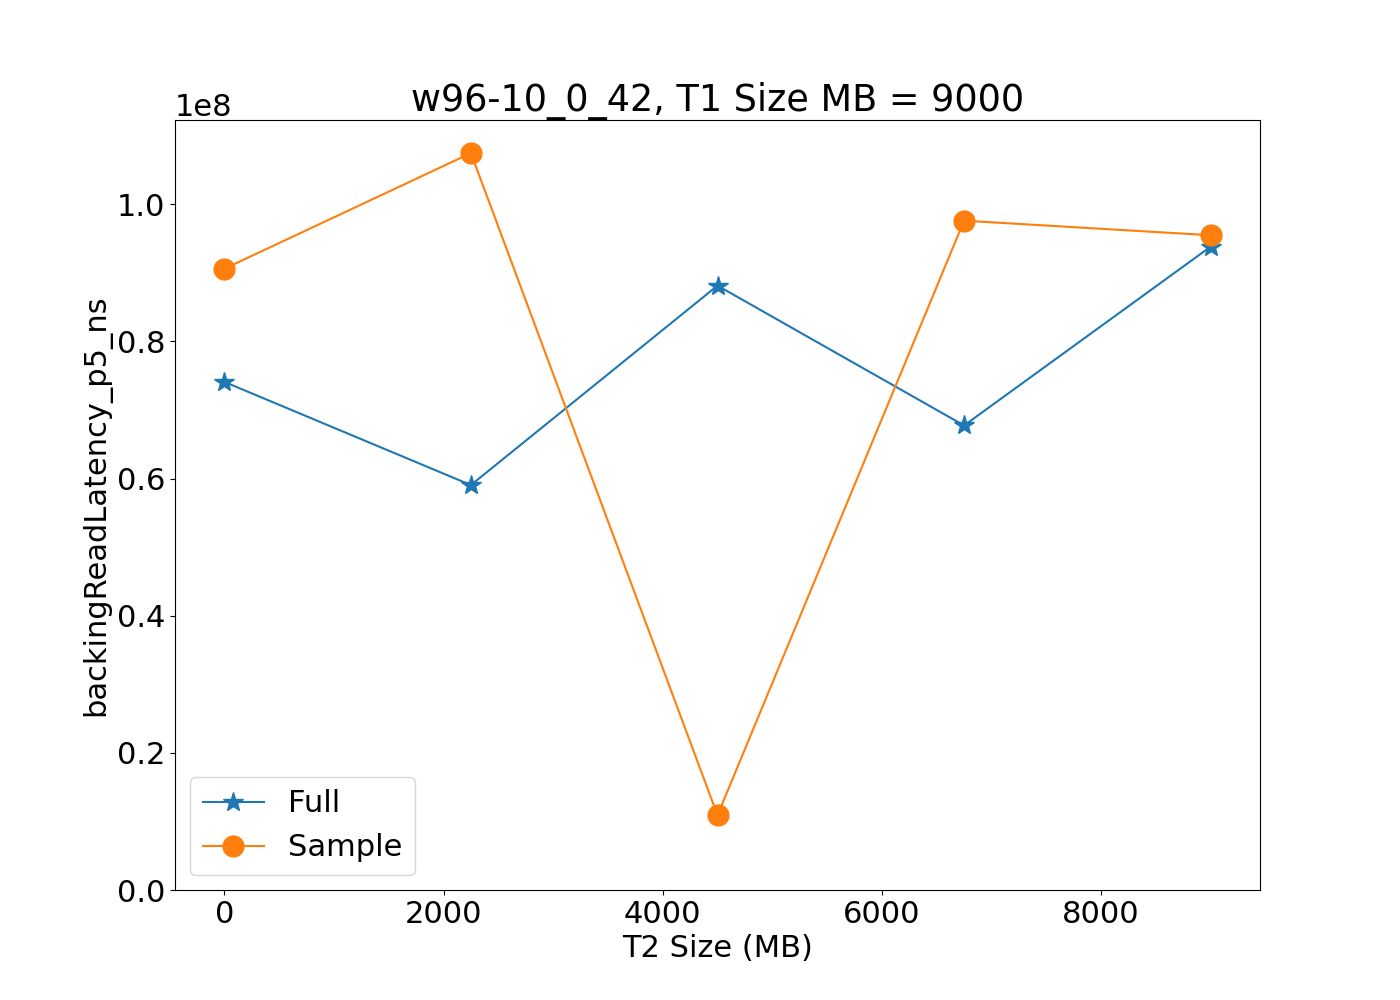 w96-10_0_42, T1 Size MB = 9000
1e8
1.0
0.8
0.6
0.4
0.2
0.0
backingReadLatency_p5_ns
Full
Sample
0 2000 4000 6000 8000
T2 Size (MB)